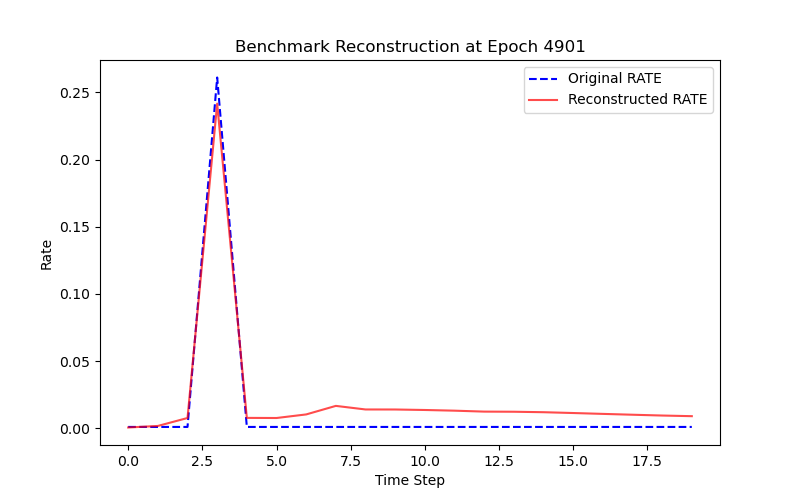 Benchmark Reconstruction at Epoch 4901
Original RATE
Reconstructed RATE
0.25
0.20
0.15
0.10
0.05
0.00
Rate
0.0 2.5 5.0 7.5 10.0 12.5 15.0 17.5
Time Step